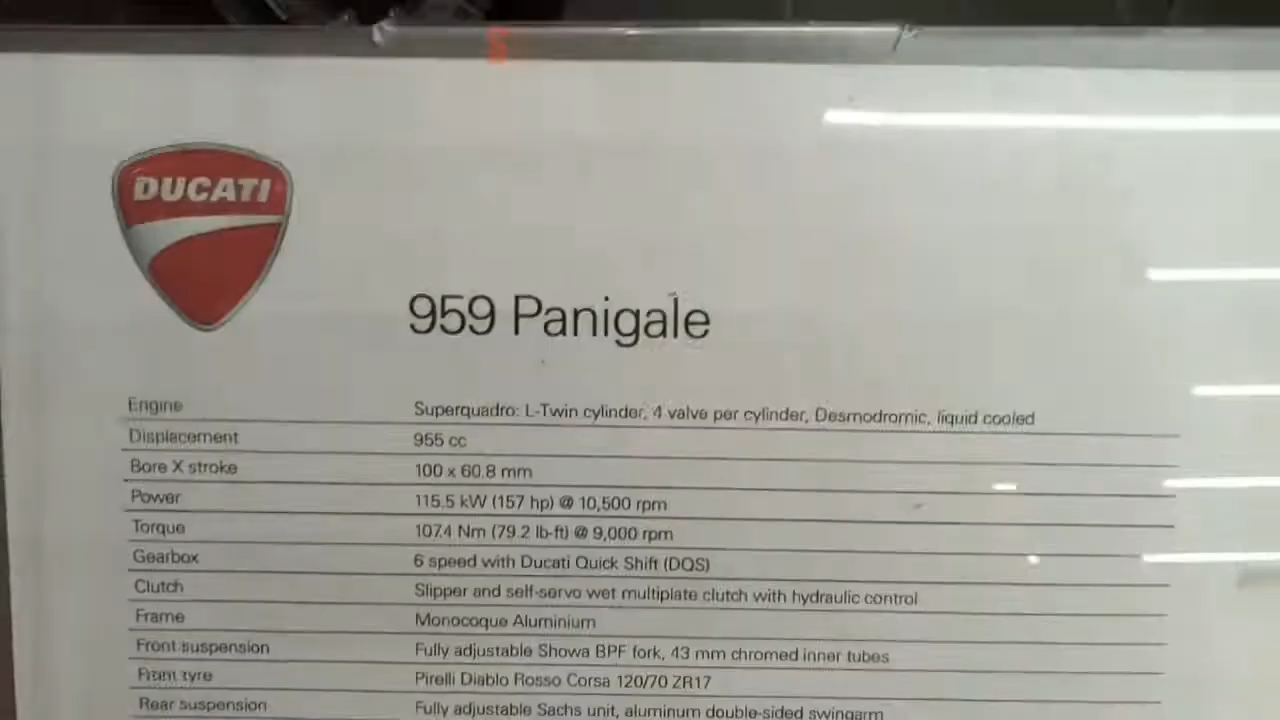 DUCATI
959 Panigale
Engine Superquadro: L-Twin cylinder, 4 valve per cylinder, Desmodromic, liquid cooled
Displacement 955 cc
Bore X stroke 100 x 60.8 mm
Power 115.5 kW (157 hp) @ 10,500 rpm
Torque 107.4 Nm (79.2 lb-ft) @ 9,000 rpm
Gearbox 6 speed with Ducati Quick Shift (DQS)
Clutch Slipper and self-servo wet multiplate clutch with hydraulic control
Frame Monocoque Aluminium
Front suspension Fully adjustable Showa BPF fork, 43 mm chromed inner tubes
Front tyre Pirelli Diablo Rosso Corsa 120/70 ZR17
Rear suspension Fully adjustable Sachs unit, aluminum double-sided swingarm